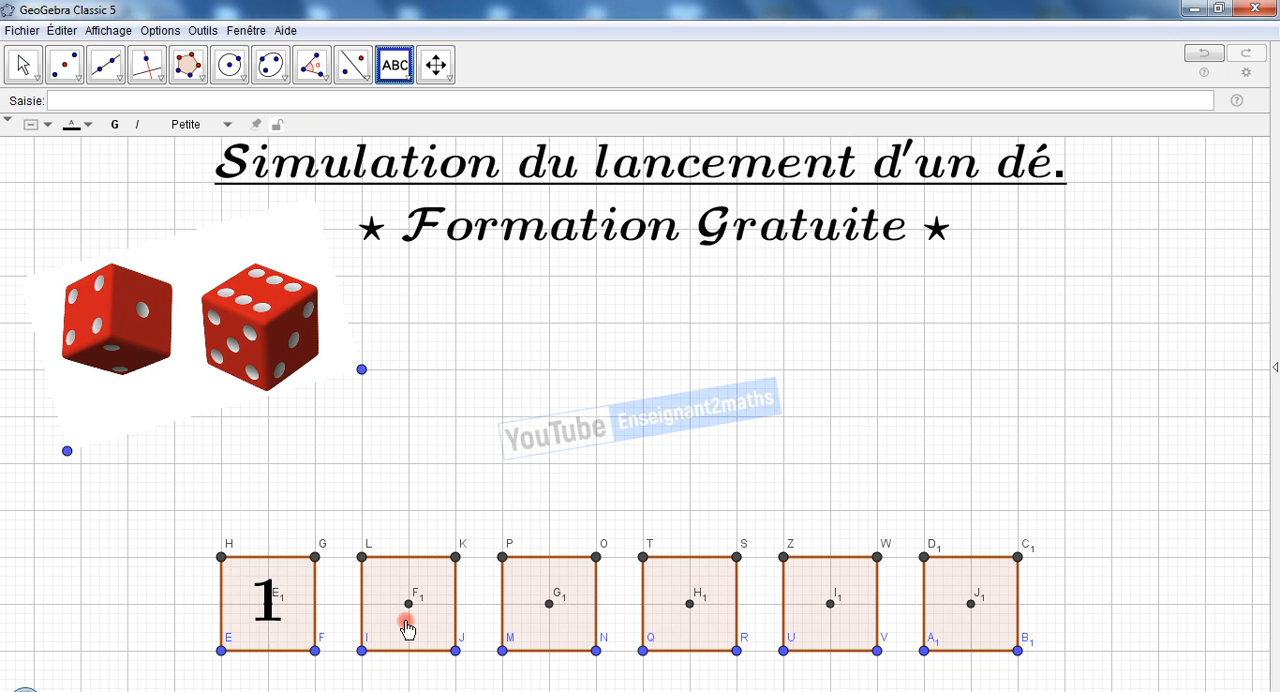 GeoGebra Classic 5
Fichier Éditer Affichage Options Outils Fenêtre Aide
ABC
Saisie:
A G I Petite
Simulation du lancement d'un dé.
★ Formation Gratuite ★
YouTube Enseignant2maths
H G L K P O T S Z W D₁ C₁
1 E₁ F₁ G₁ H₁ I₁ J₁
E F I J M N Q R U V A₁ B₁